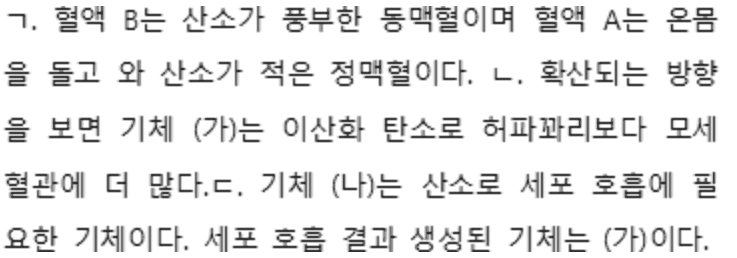 ㄱ. 혈액 B는 산소가 풍부한 동맥혈이며 혈액 A는 온몸
을 돌고 와 산소가 적은 정맥혈이다. ㄴ. 확산되는 방향
을 보면 기체 (가)는 이산화 탄소로 허파꽈리보다 모세
혈관에 더 많다.ㄷ. 기체 (나)는 산소로 세포 호흡에 필
요한 기체이다. 세포 호흡 결과 생성된 기체는 (가)이다.